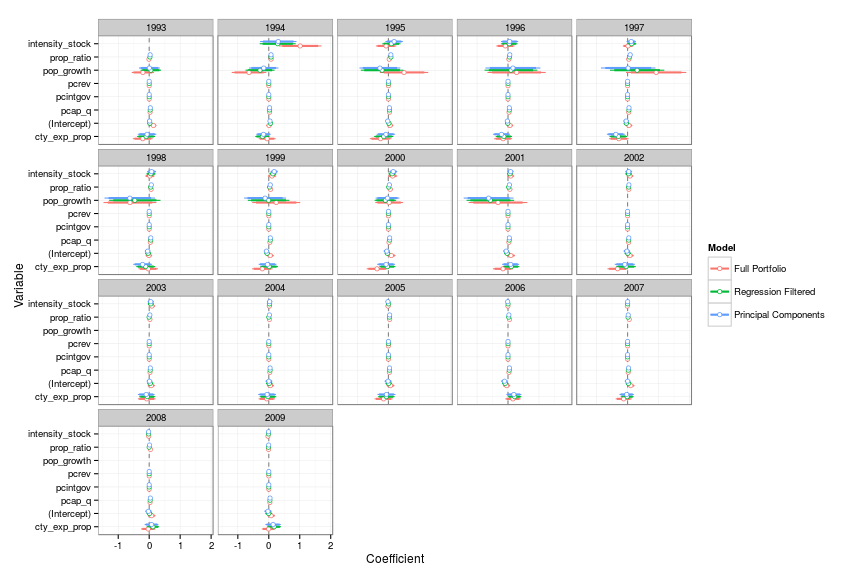 1993 1994 1995 1996 1997
intensity_stock
prop_ratio
pop_growth
pcrev
pcintgov
pcap_q
(Intercept)
cty_exp_prop
1998 1999 2000 2001 2002
intensity_stock
prop_ratio
pop_growth
pcrev
pcintgov
pcap_q
(Intercept)
cty_exp_prop
2003 2004 2005 2006 2007
intensity_stock
prop_ratio
pop_growth
pcrev
pcintgov
pcap_q
(Intercept)
cty_exp_prop
2008 2009
intensity_stock
prop_ratio
pop_growth
pcrev
pcintgov
pcap_q
(Intercept)
cty_exp_prop
-1 0 1 2 -1 0 1 2
Coefficient
Variable
Model
Full Portfolio
Regression Filtered
Principal Components